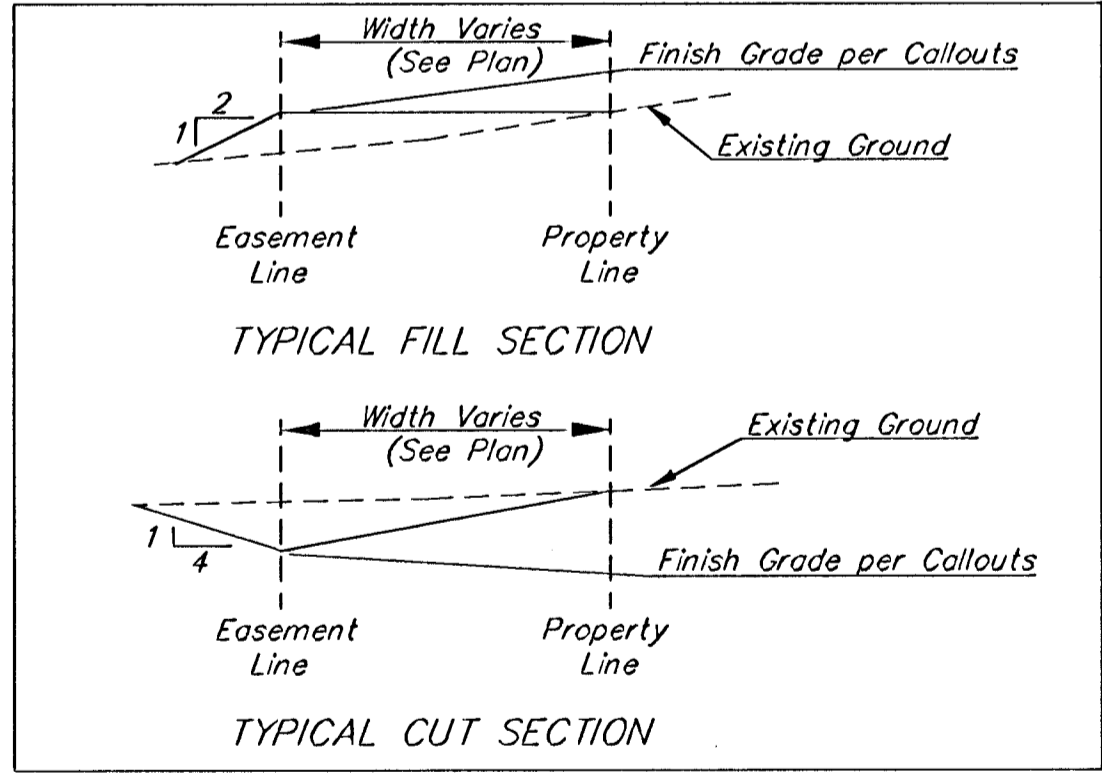 Width Varies
(See Plan)
Finish Grade per Callouts
2
1
Existing Ground
Easement
Line
Property
Line
TYPICAL FILL SECTION
Width Varies
(See Plan)
Existing Ground
1
4
Finish Grade per Callouts
Easement
Line
Property
Line
TYPICAL CUT SECTION